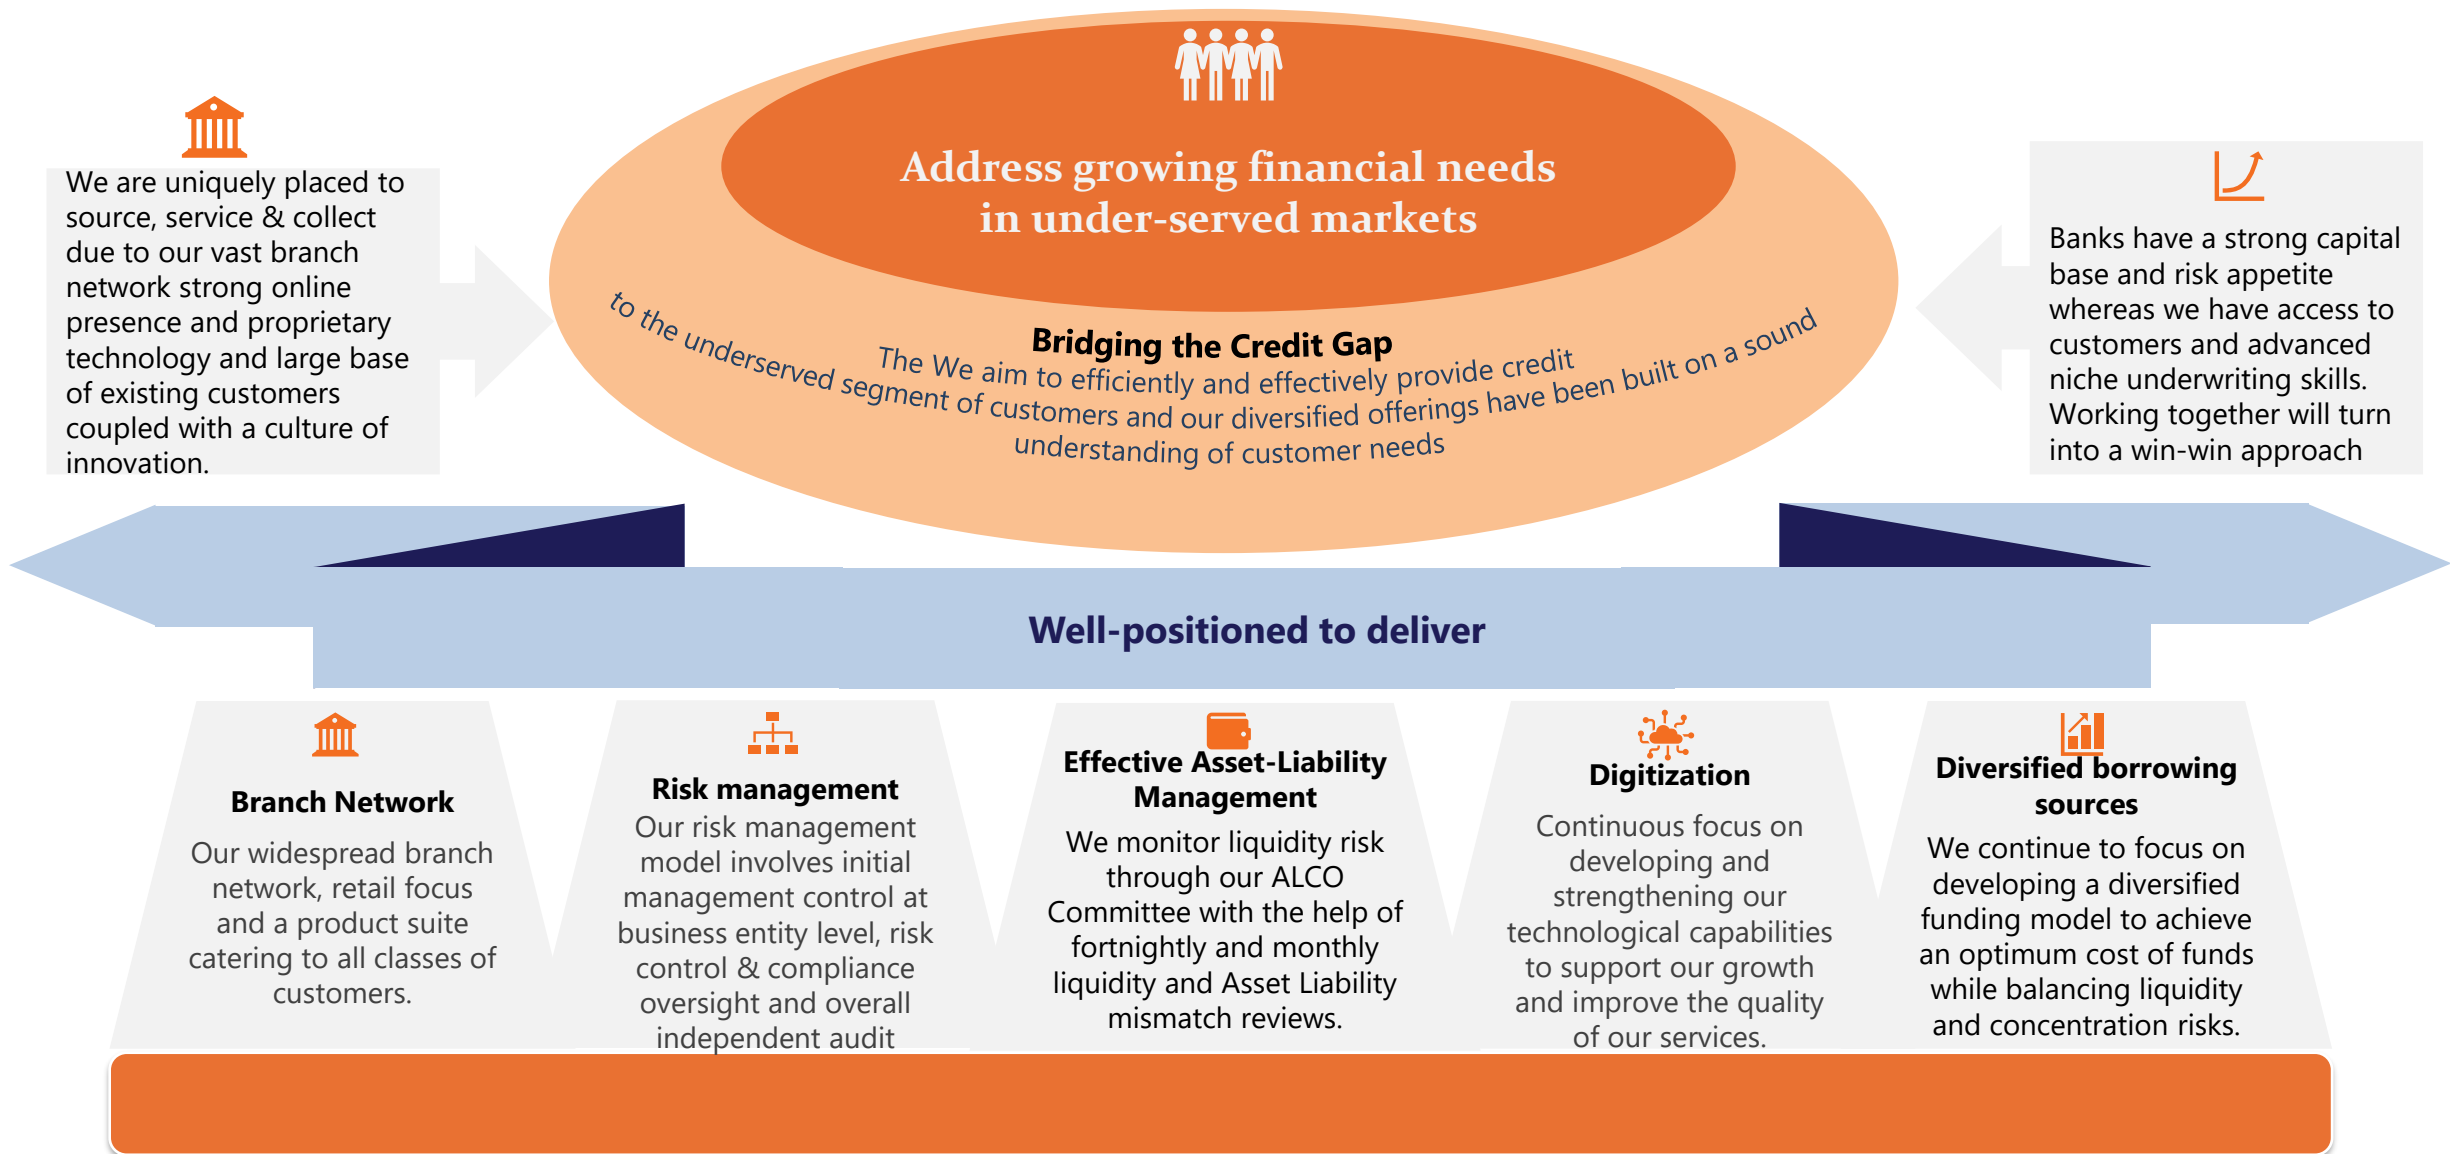 Address growing financial needs
in under-served markets
We are uniquely placed to
source, service & collect
due to our vast branch
network strong online
presence and proprietary
technology and large base
of existing customers
coupled with a culture of
innovation.
Bridging the Credit Gap
The We aim to efficiently and effectively provide credit
to the underserved segment of customers and our diversified offerings have been built on a sound
understanding of customer needs
Banks have a strong capital
base and risk appetite
whereas we have access to
customers and advanced
niche underwriting skills.
Working together will turn
into a win-win approach
Well-positioned to deliver
Branch Network
Our widespread branch
network, retail focus
and a product suite
catering to all classes of
customers.
Risk management
Our risk management
model involves initial
management control at
business entity level, risk
control & compliance
oversight and overall
independent audit
Effective Asset-Liability
Management
We monitor liquidity risk
through our ALCO
Committee with the help of
fortnightly and monthly
liquidity and Asset Liability
mismatch reviews.
Digitization
Continuous focus on
developing and
strengthening our
technological capabilities
to support our growth
and improve the quality
of our services.
Diversified borrowing
sources
We continue to focus on
developing a diversified
funding model to achieve
an optimum cost of funds
while balancing liquidity
and concentration risks.